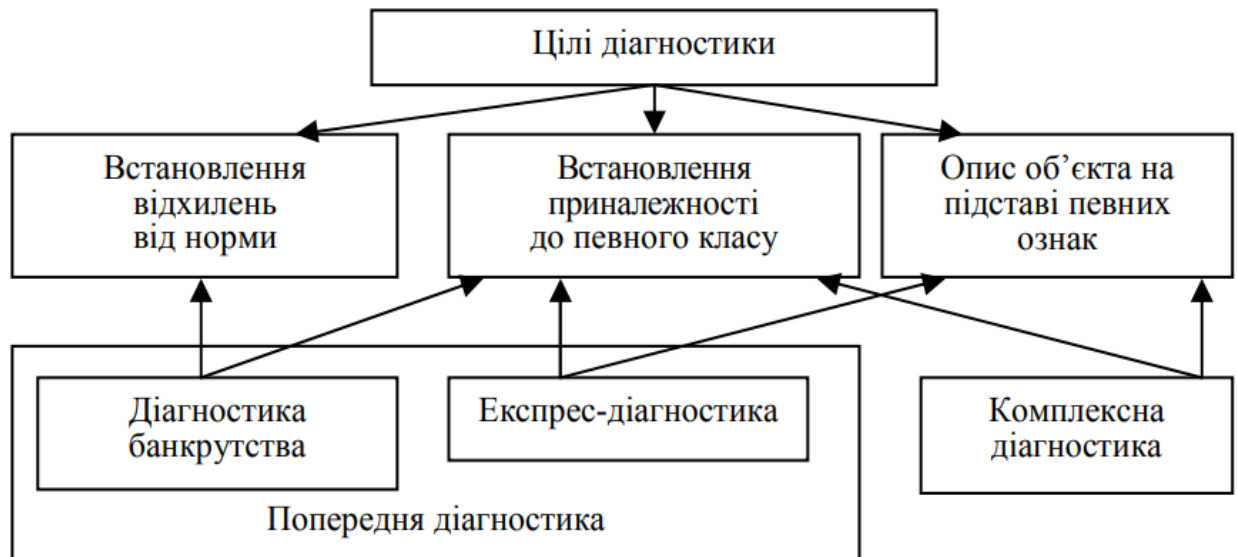 Цілі діагностики
Встановлення
відхилень
від норми
Встановлення
приналежності
до певного класу
Опис об’єкта на
підставі певних
ознак
Діагностика
банкрутства
Експрес-діагностика
Комплексна
діагностика
Попередня діагностика